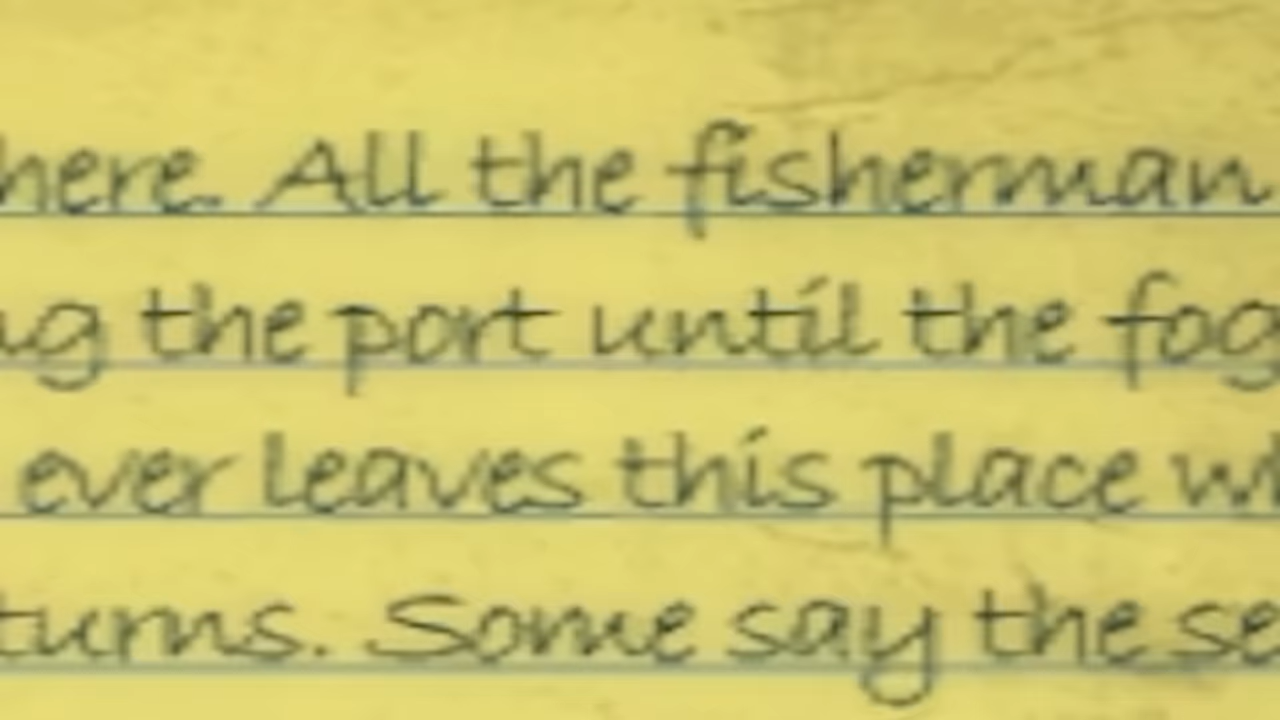 here. All the fisherman
the port until the fog
ever leaves this place
turns. Some say the